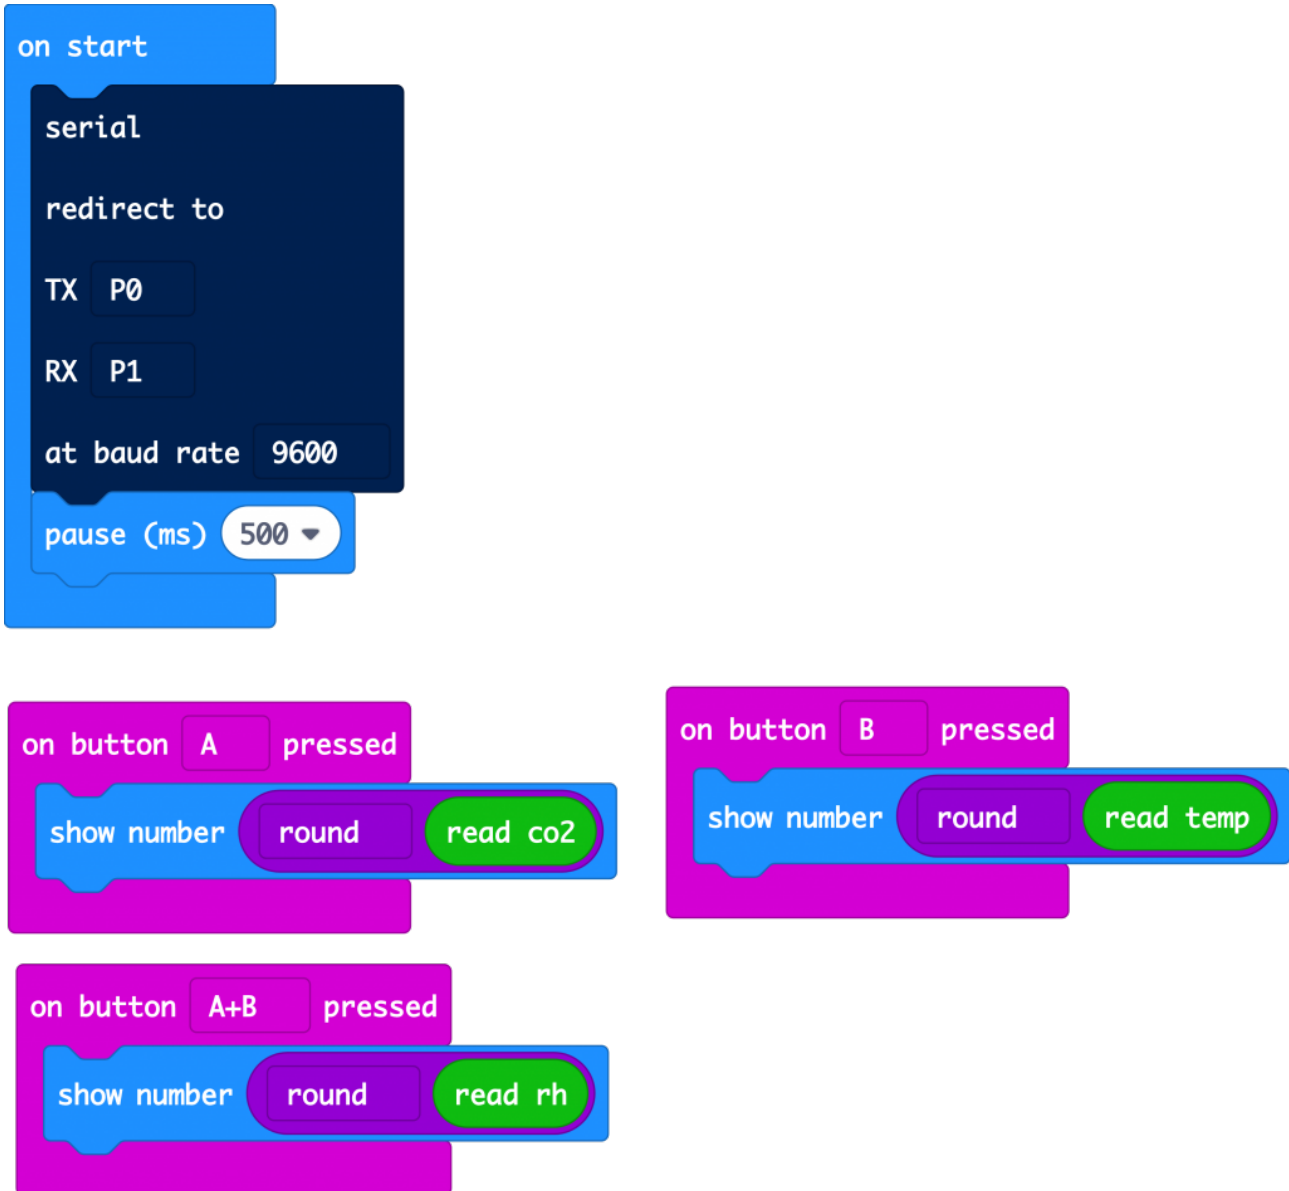 on start
serial
redirect to
TX P0
RX P1
at baud rate 9600
pause (ms) 500
on button A pressed
show number round read co2
on button B pressed
show number round read temp
on button A+B pressed
show number round read rh